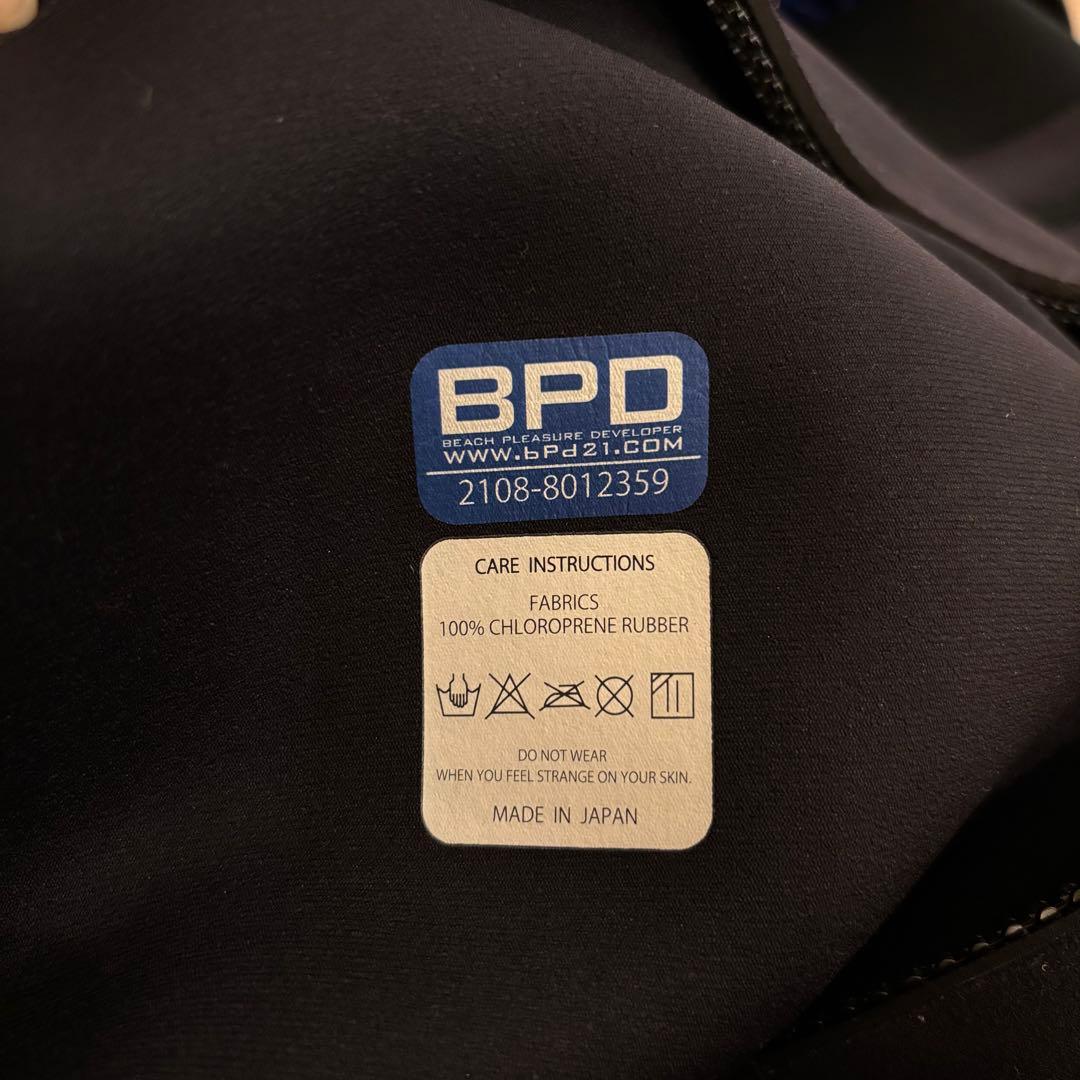 BPD
BEACH PLEASURE DEVELOPER
WWW.bPd21.COM
2108-8012359
CARE INSTRUCTIONS
FABRICS
100% CHLOROPRENE RUBBER
DO NOT WEAR
WHEN YOU FEEL STRANGE ON YOUR SKIN.
MADE IN JAPAN